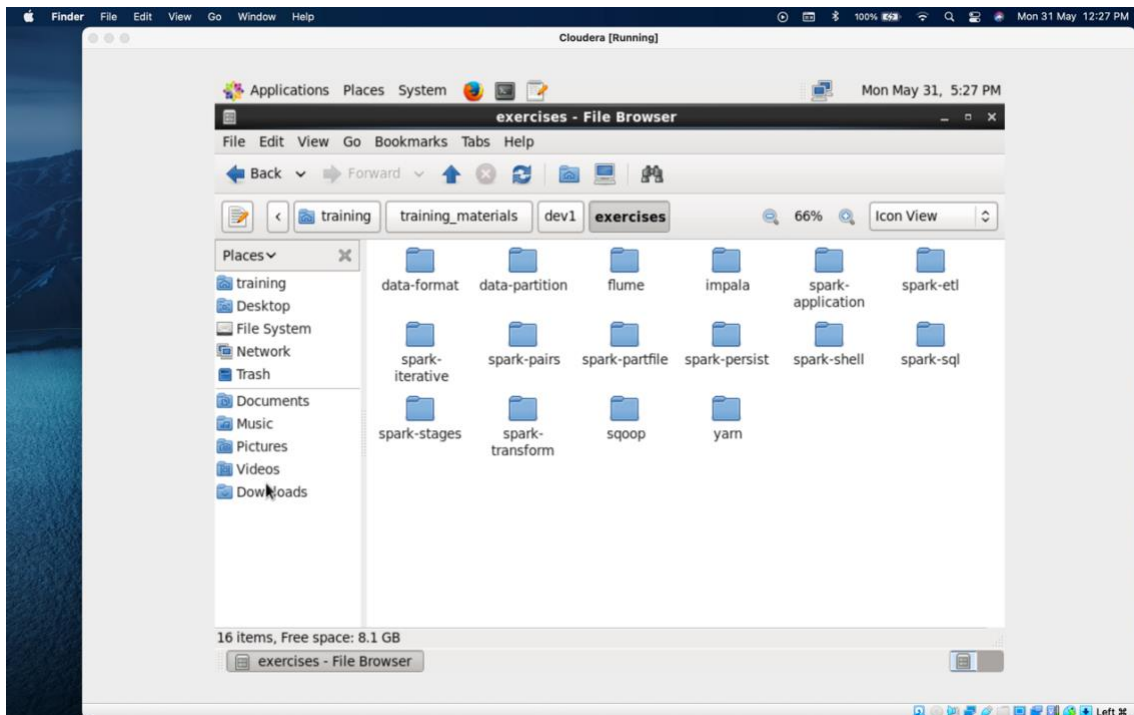 Finder File Edit View Go Window Help 100% Mon 31 May 12:27 PM
Cloudera [Running]
Applications Places System Mon May 31, 5:27 PM
exercises - File Browser
File Edit View Go Bookmarks Tabs Help
Back Forward
training training_materials dev1 exercises 66% Icon View
Places
training
Desktop
File System
Network
Trash
Documents
Music
Pictures
Videos
Downloads
data-format data-partition flume impala spark-application spark-etl
spark-iterative spark-pairs spark-partfile spark-persist spark-shell spark-sql
spark-stages spark-transform sqoop yarn
16 items, Free space: 8.1 GB
exercises - File Browser
Left ⌘